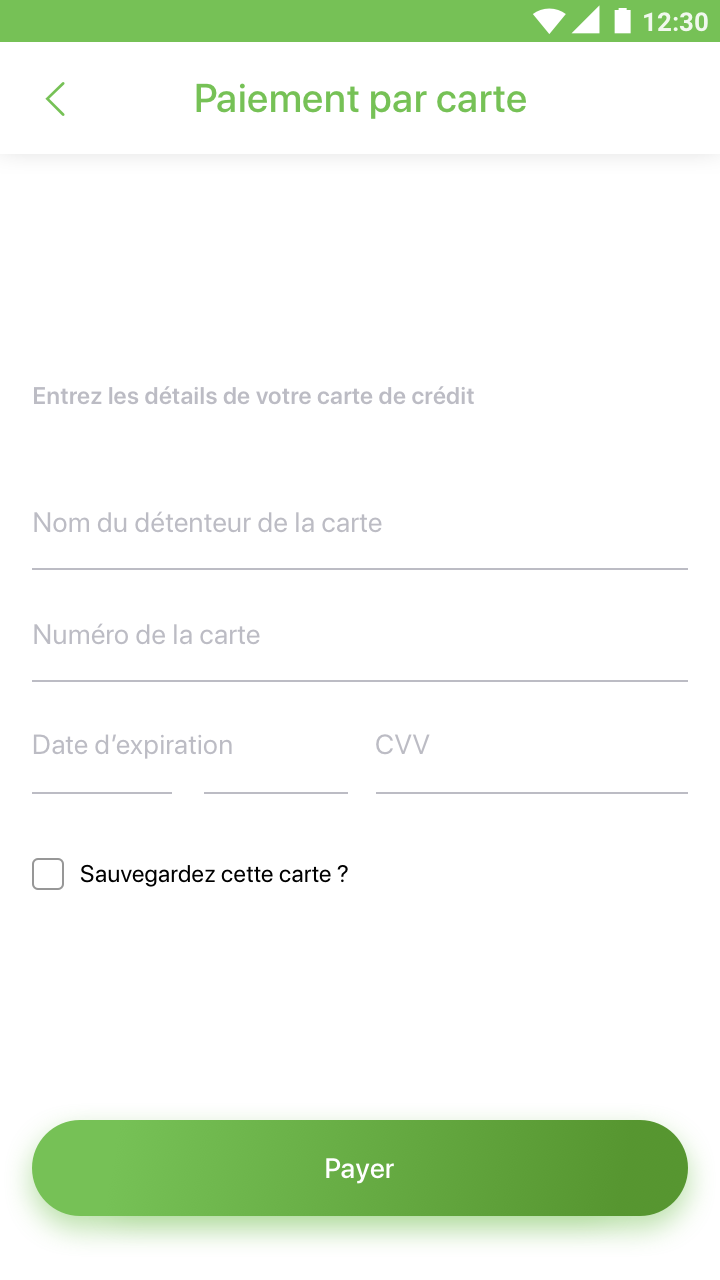 12:30
Paiement par carte
Entrez les détails de votre carte de crédit
Nom du détenteur de la carte
Numéro de la carte
Date d’expiration CVV
Sauvegardez cette carte ?
Payer